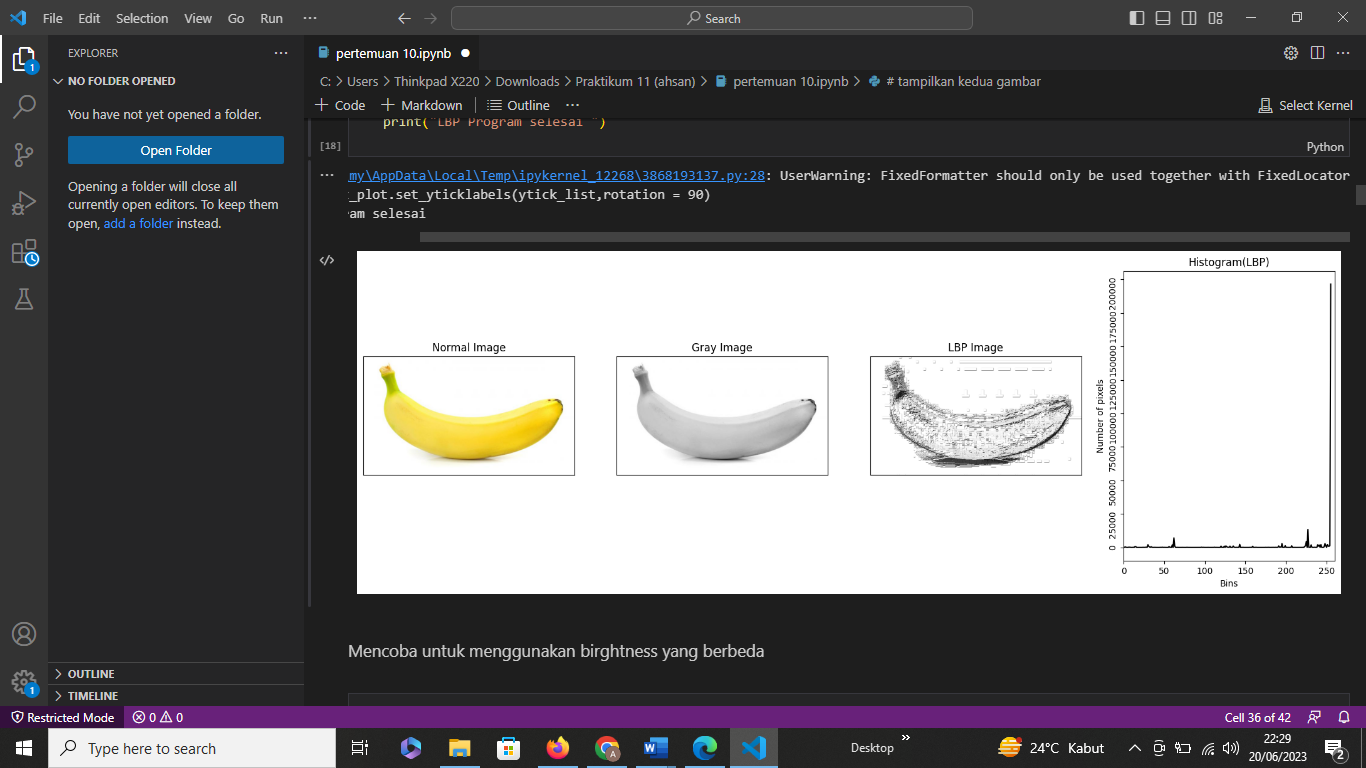 File Edit Selection View Go Run ···
Search
EXPLORER ···
NO FOLDER OPENED
You have not yet opened a folder.
Open Folder
Opening a folder will close all
currently open editors. To keep them
open, add a folder instead.
OUTLINE
TIMELINE
1
1
pertemuan 10.ipynb
C: > Users > Thinkpad X220 > Downloads > Praktikum 11 (ahsan) > pertemuan 10.ipynb > # tampilkan kedua gambar
+ Code + Markdown Outline ··· Select Kernel
print("LBP Program selesai ")
[18] Python
my\AppData\Local\Temp\ipykernel_12268\3868193137.py:28: UserWarning: FixedFormatter should only be used together with FixedLocator
_plot.set_yticklabels(ytick_list,rotation = 90)
am selesai
Normal Image
Gray Image
LBP Image
Histogram(LBP)
Number of pixels
0 25000 50000 75000 100000 125000 150000 175000 200000
0 50 100 150 200 250
Bins
Mencoba untuk menggunakan birghtness yang berbeda
Restricted Mode 0 0 Cell 36 of 42
Type here to search
Desktop
24°C Kabut
22:29
20/06/2023
2